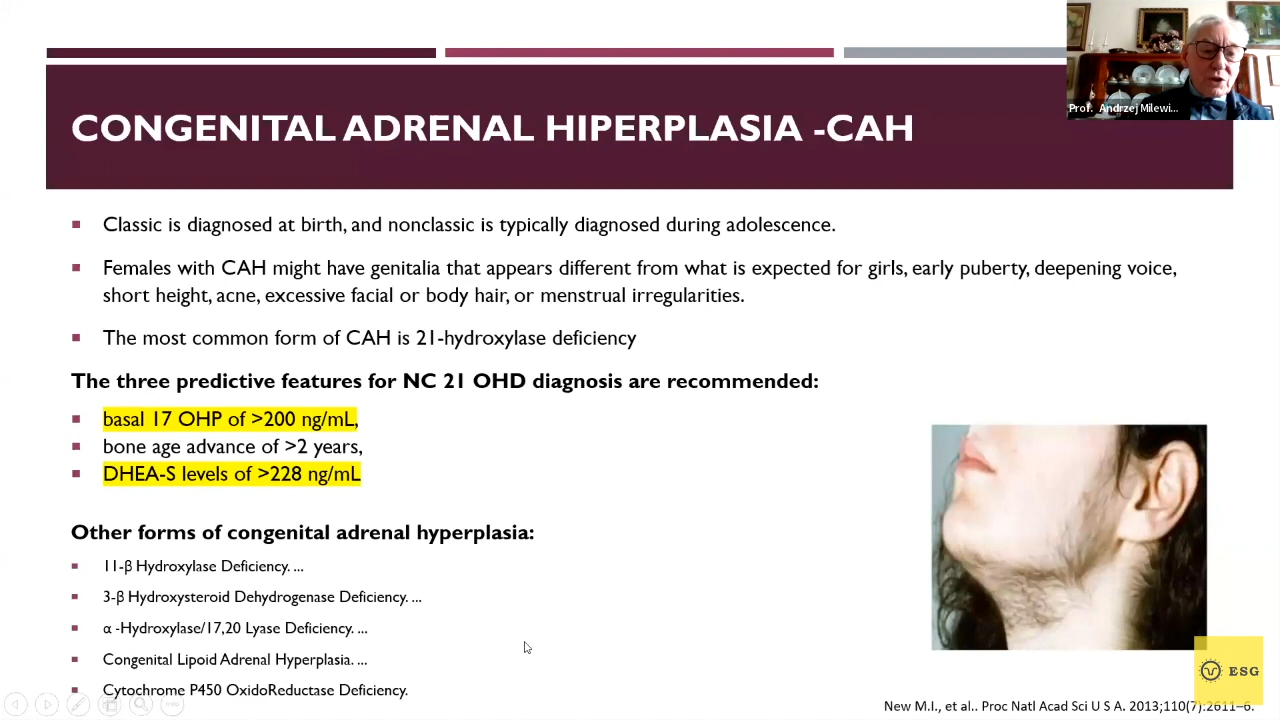 Prof. Andrzej Milewi...
CONGENITAL ADRENAL HIPERPLASIA -CAH
Classic is diagnosed at birth, and nonclassic is typically diagnosed during adolescence.
Females with CAH might have genitalia that appears different from what is expected for girls, early puberty, deepening voice,
short height, acne, excessive facial or body hair, or menstrual irregularities.
The most common form of CAH is 21-hydroxylase deficiency
The three predictive features for NC 21 OHD diagnosis are recommended:
basal 17 OHP of >200 ng/mL,
bone age advance of >2 years,
DHEA-S levels of >228 ng/mL
Other forms of congenital adrenal hyperplasia:
11-β Hydroxylase Deficiency. ...
3-β Hydroxysteroid Dehydrogenase Deficiency. ...
α -Hydroxylase/17,20 Lyase Deficiency. ...
Congenital Lipoid Adrenal Hyperplasia. ...
Cytochrome P450 OxidoReductase Deficiency.
ESG
New M.I., et al.. Proc Natl Acad Sci U S A. 2013;110(7):2611–6.